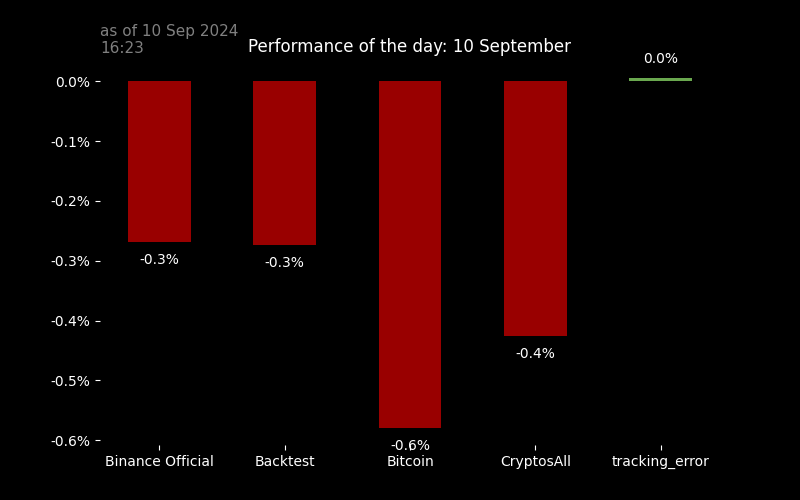 as of 10 Sep 2024
16:23
Performance of the day: 10 September
0.0%
0.0%
-0.1%
-0.2%
-0.3%
-0.3%
-0.3%
-0.4%
-0.4%
-0.5%
-0.6%
-0.6%
Binance Official
Backtest
Bitcoin
CryptosAll
tracking_error